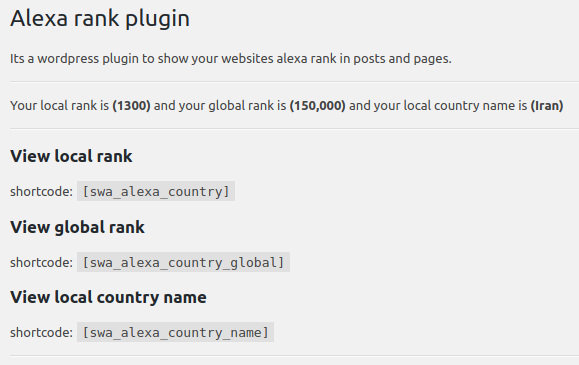 Alexa rank plugin
Its a wordpress plugin to show your websites alexa rank in posts and pages.
Your local rank is (1300) and your global rank is (150,000) and your local country name is (Iran)
View local rank
shortcode: [swa_alexa_country]
View global rank
shortcode: [swa_alexa_country_global]
View local country name
shortcode: [swa_alexa_country_name]